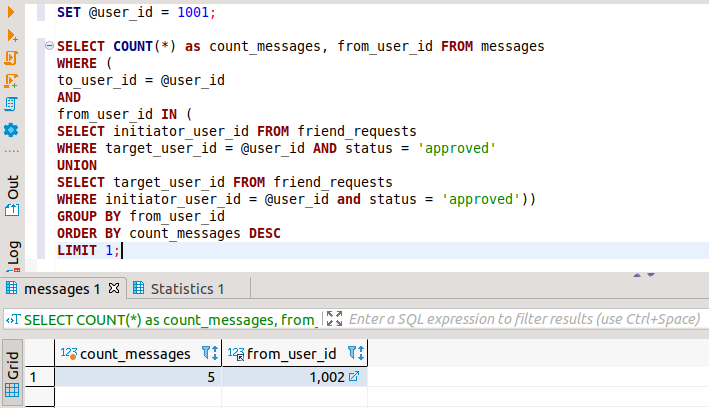 SET @user_id = 1001;
SELECT COUNT(*) as count_messages, from_user_id FROM messages
WHERE (
to_user_id = @user_id
AND
from_user_id IN (
SELECT initiator_user_id FROM friend_requests
WHERE target_user_id = @user_id AND status = 'approved'
UNION
SELECT target_user_id FROM friend_requests
WHERE initiator_user_id = @user_id and status = 'approved'))
GROUP BY from_user_id
ORDER BY count_messages DESC
LIMIT 1;
Out
Log
messages 1 Statistics 1
SELECT COUNT(*) as count_messages, from_ Enter a SQL expression to filter results (use Ctrl+Space)
Grid
123 count_messages 123 from_user_id
1 5 1,002